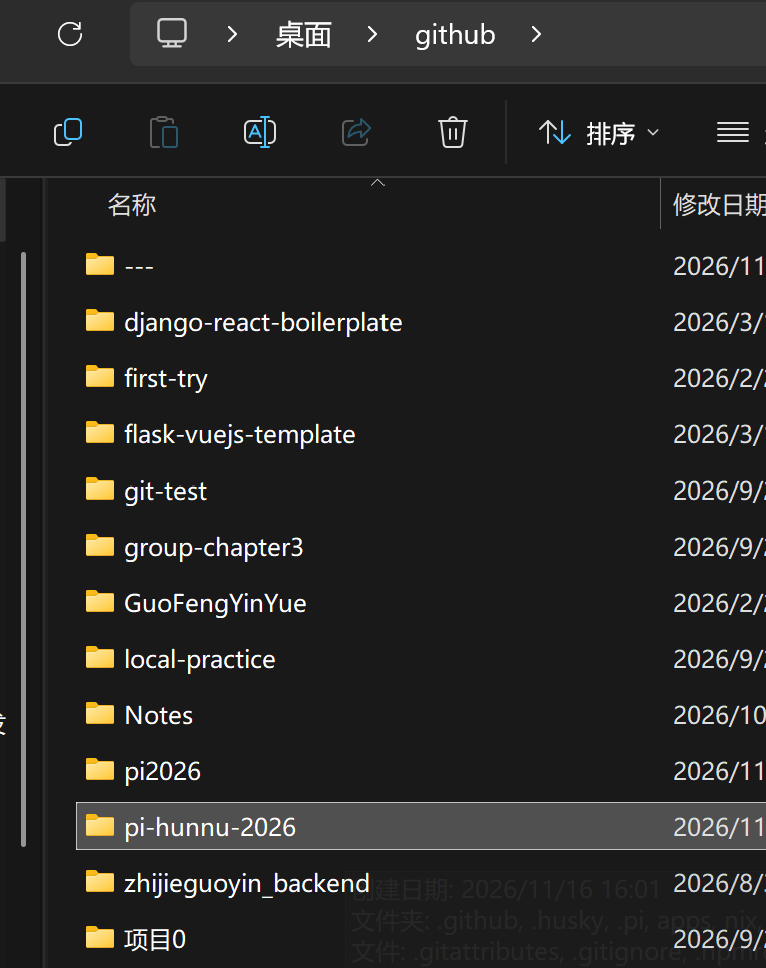 桌面 github
排序
名称 修改日期
--- 2026/11
django-react-boilerplate 2026/3/
first-try 2026/2/
flask-vuejs-template 2026/3/
git-test 2026/9/
group-chapter3 2026/9/
GuoFengYinYue 2026/2/
local-practice 2026/9/
Notes 2026/10
pi2026 2026/11
pi-hunnu-2026 2026/11
zhijieguoyin_backend 2026/8/
创建日期: 2026/11/16 16:01
文件夹: .github, .husky, .pi, apps, nix,
项目0 2026/9/
文件: .gitattributes, .gitignore, .npmr